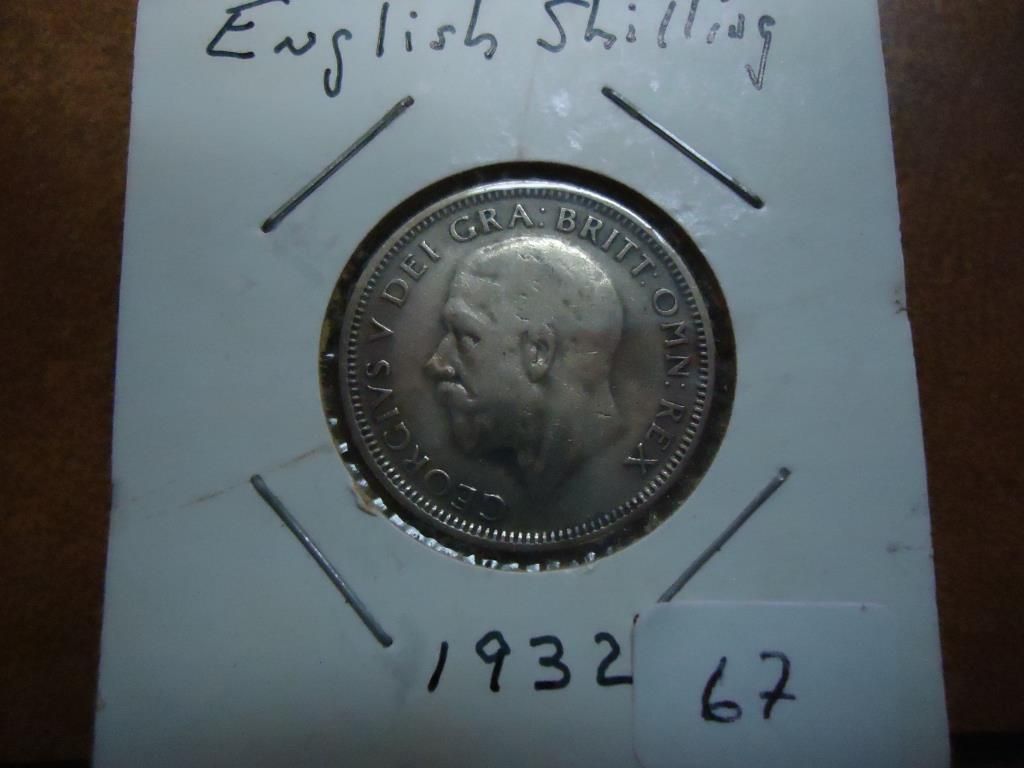 English Shilling
GEORGIVS V DEI GRA: BRITT: OMN: REX
1932
67